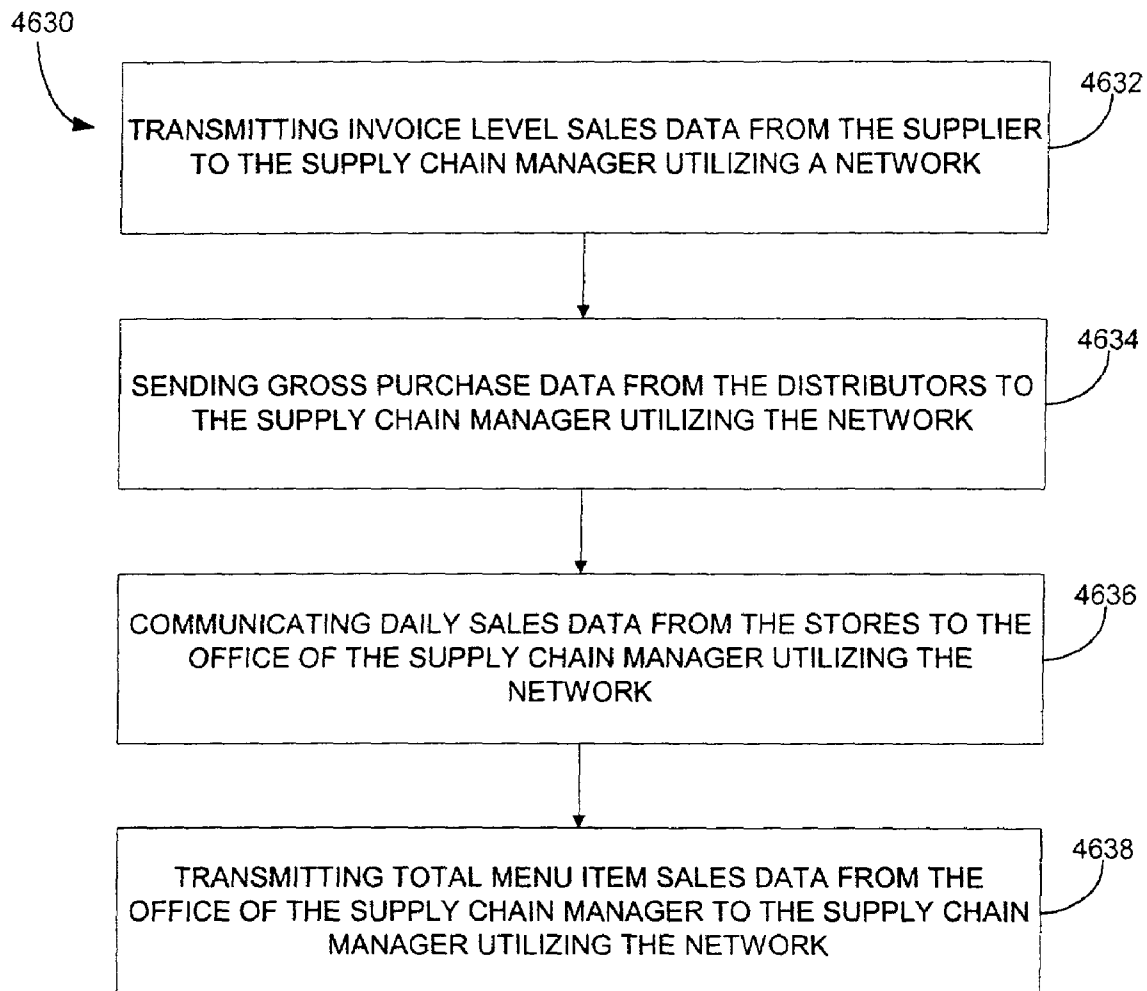 4630
4632
TRANSMITTING INVOICE LEVEL SALES DATA FROM THE SUPPLIER
TO THE SUPPLY CHAIN MANAGER UTILIZING A NETWORK
4634
SENDING GROSS PURCHASE DATA FROM THE DISTRIBUTORS TO
THE SUPPLY CHAIN MANAGER UTILIZING THE NETWORK
4636
COMMUNICATING DAILY SALES DATA FROM THE STORES TO THE
OFFICE OF THE SUPPLY CHAIN MANAGER UTILIZING THE
NETWORK
4638
TRANSMITTING TOTAL MENU ITEM SALES DATA FROM THE
OFFICE OF THE SUPPLY CHAIN MANAGER TO THE SUPPLY CHAIN
MANAGER UTILIZING THE NETWORK